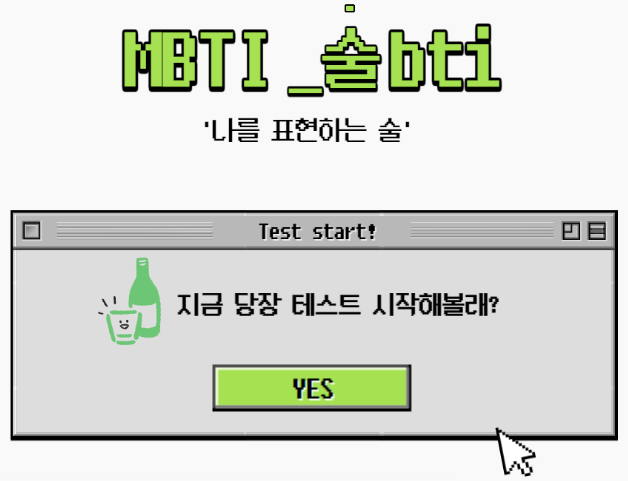 MBTI _술bti
'나를 표현하는 술'
Test start!
지금 당장 테스트 시작해볼래?
YES